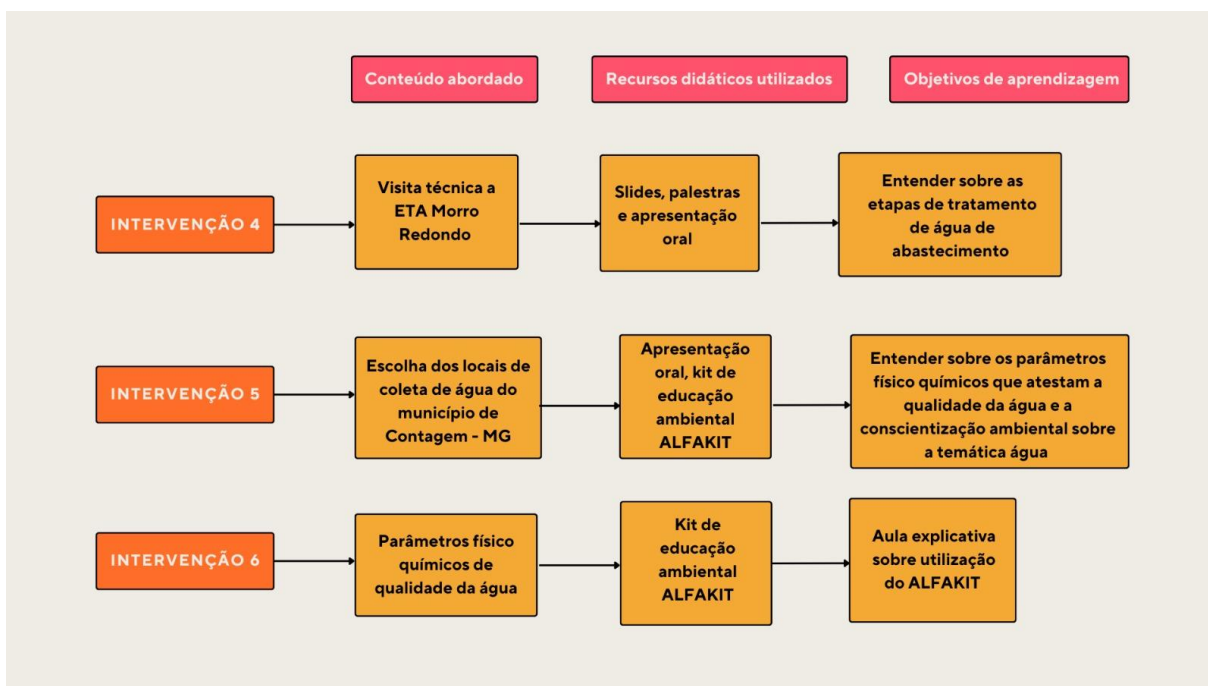 Conteúdo abordado
Recursos didáticos utilizados
Objetivos de aprendizagem
INTERVENÇÃO 4
Visita técnica a
ETA Morro
Redondo
Slides, palestras
e apresentação
oral
Entender sobre as
etapas de tratamento
de água de
abastecimento
INTERVENÇÃO 5
Escolha dos locais de
coleta de água do
município de
Contagem - MG
Apresentação
oral, kit de
educação
ambiental
ALFAKIT
Entender sobre os parâmetros
físico químicos que atestam a
qualidade da água e a
conscientização ambiental sobre
a temática água
INTERVENÇÃO 6
Parâmetros físico
químicos de
qualidade da água
Kit de
educação
ambiental
ALFAKIT
Aula explicativa
sobre utilização
do ALFAKIT